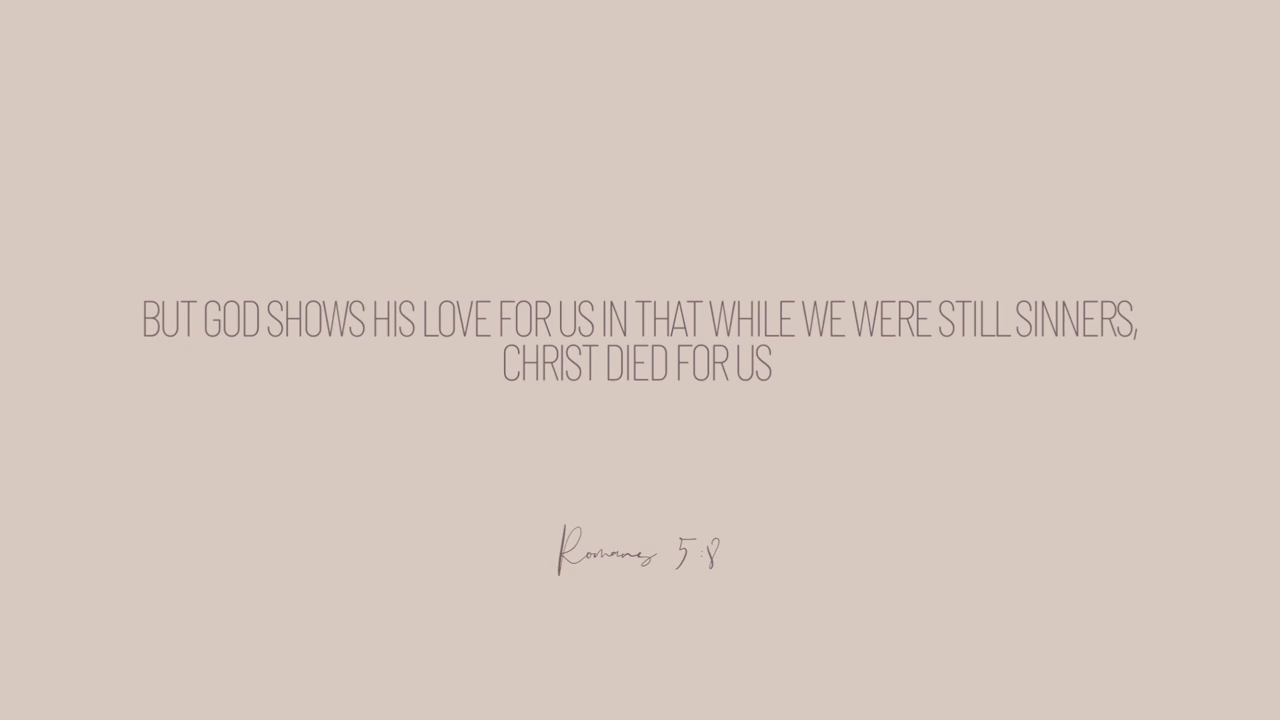 BUT GOD SHOWS HIS LOVE FOR US IN THAT WHILE WE WERE STILL SINNERS,
CHRIST DIED FOR US
Romans 5:8